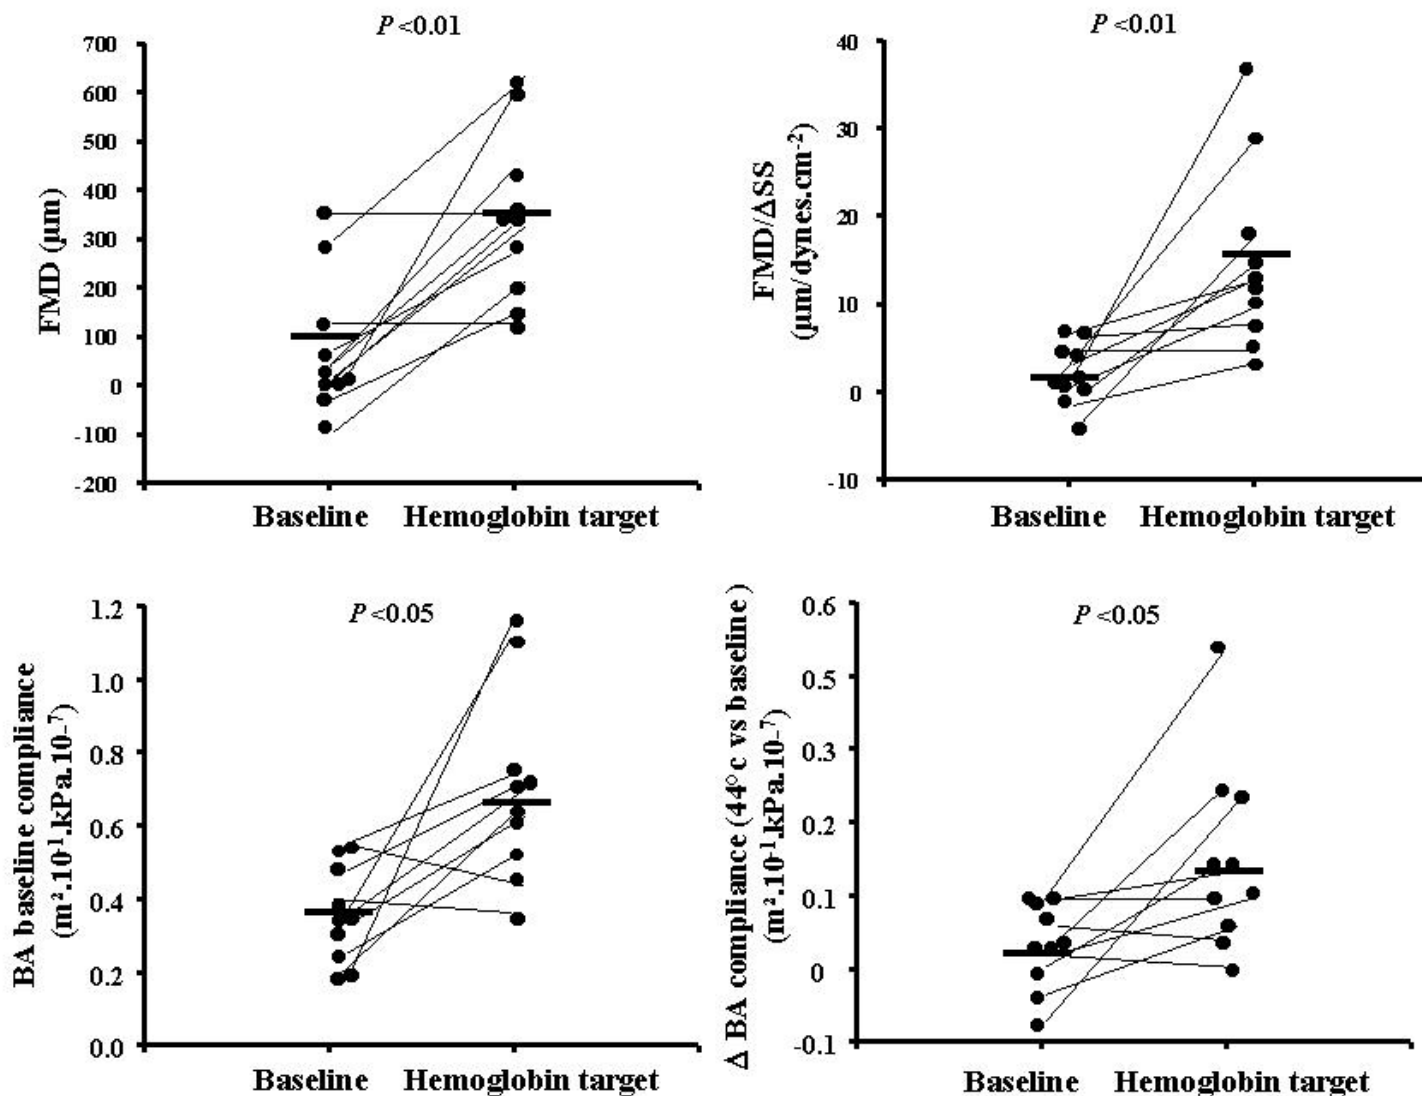 P <0.01
FMD (µm)
700
600
500
400
300
200
100
0
-100
-200
Baseline
Hemoglobin target
P <0.01
FMD/ΔSS
(µm/dynes.cm⁻²)
40
30
20
10
0
-10
Baseline
Hemoglobin target
P <0.05
BA baseline compliance
(m².10⁻¹.kPa.10⁻⁷)
1.2
1.0
0.8
0.6
0.4
0.2
0.0
Baseline
Hemoglobin target
P <0.05
Δ BA compliance (44°c vs baseline)
(m².10⁻¹.kPa.10⁻⁷)
0.6
0.5
0.3
0.2
0.1
0
-0.1
Baseline
Hemoglobin target